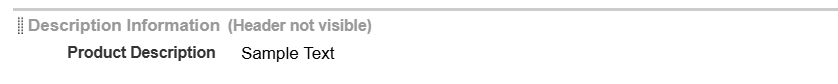 Description Information (Header not visible)
Product Description Sample Text